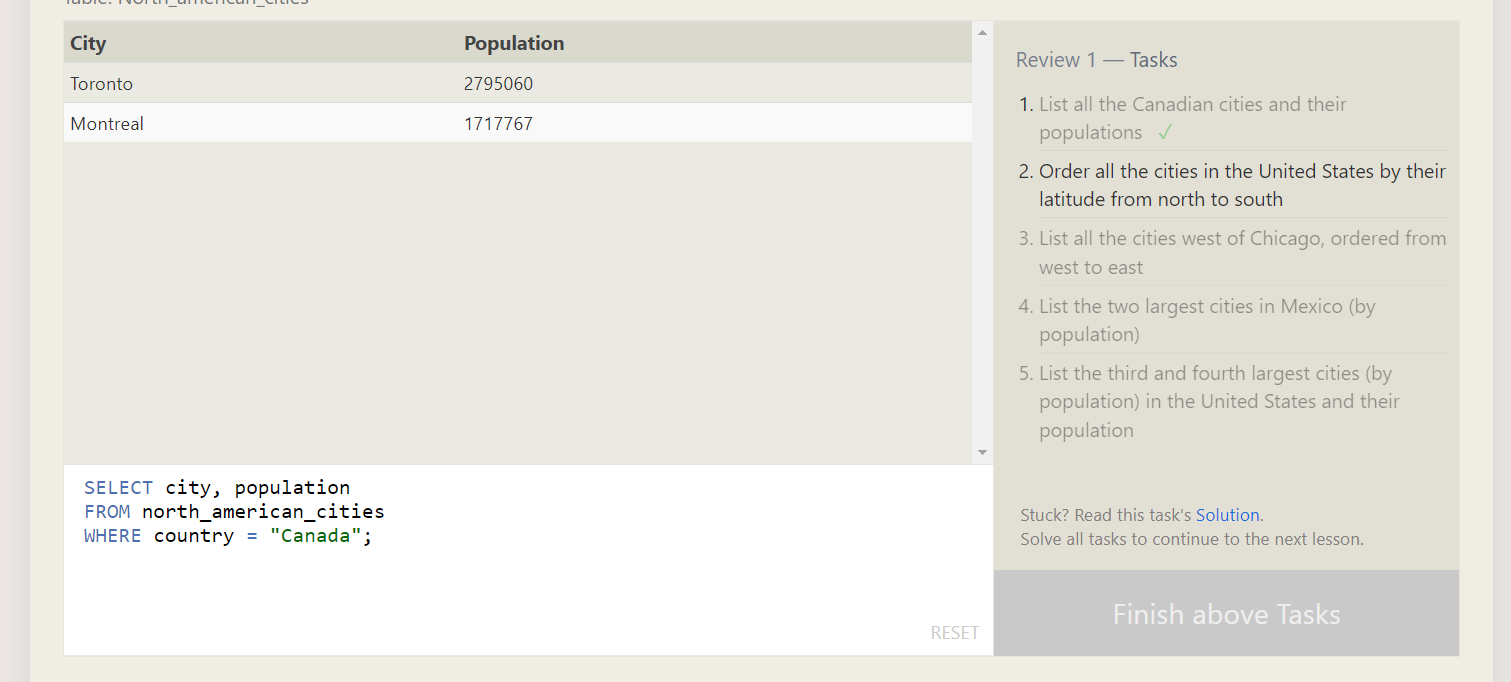 Table: North_american_cities
City Population
Toronto 2795060
Montreal 1717767
SELECT city, population
FROM north_american_cities
WHERE country = "Canada";
RESET
Review 1 — Tasks
1. List all the Canadian cities and their
populations ✓
2. Order all the cities in the United States by their
latitude from north to south
3. List all the cities west of Chicago, ordered from
west to east
4. List the two largest cities in Mexico (by
population)
5. List the third and fourth largest cities (by
population) in the United States and their
population
Stuck? Read this task's Solution.
Solve all tasks to continue to the next lesson.
Finish above Tasks